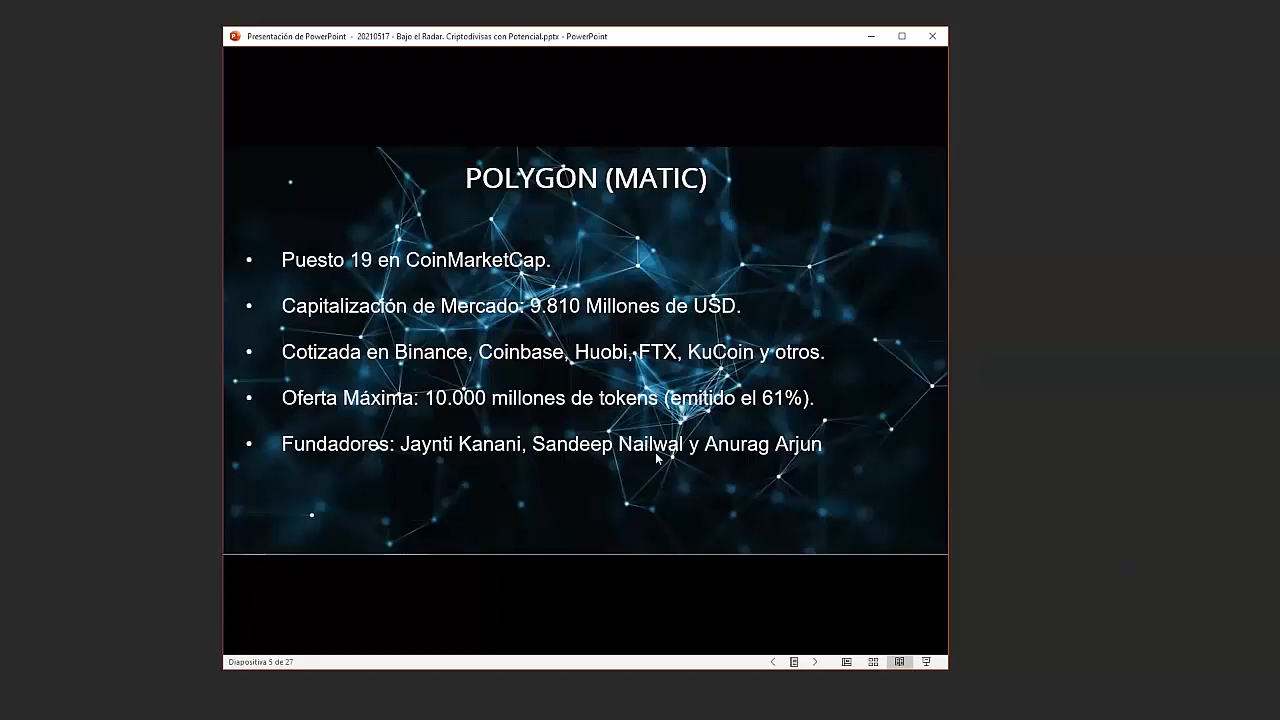 Presentación de PowerPoint - 20210517 - Bajo el Radar. Criptodivisas con Potencial.pptx - PowerPoint
POLYGON (MATIC)
• Puesto 19 en CoinMarketCap.
• Capitalización de Mercado: 9.810 Millones de USD.
• Cotizada en Binance, Coinbase, Huobi, FTX, KuCoin y otros.
• Oferta Máxima: 10.000 millones de tokens (emitido el 61%).
• Fundadores: Jaynti Kanani, Sandeep Nailwal y Anurag Arjun
Diapositiva 5 de 27